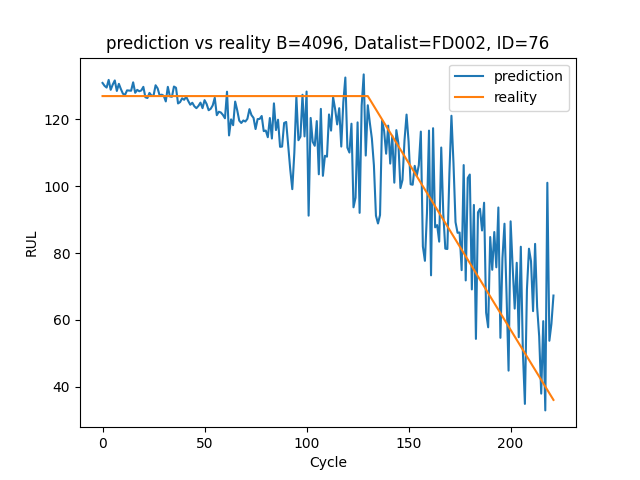 prediction vs reality B=4096, Datalist=FD002, ID=76
prediction
reality
120
100
80
60
40
RUL
0
50
100
150
200
Cycle